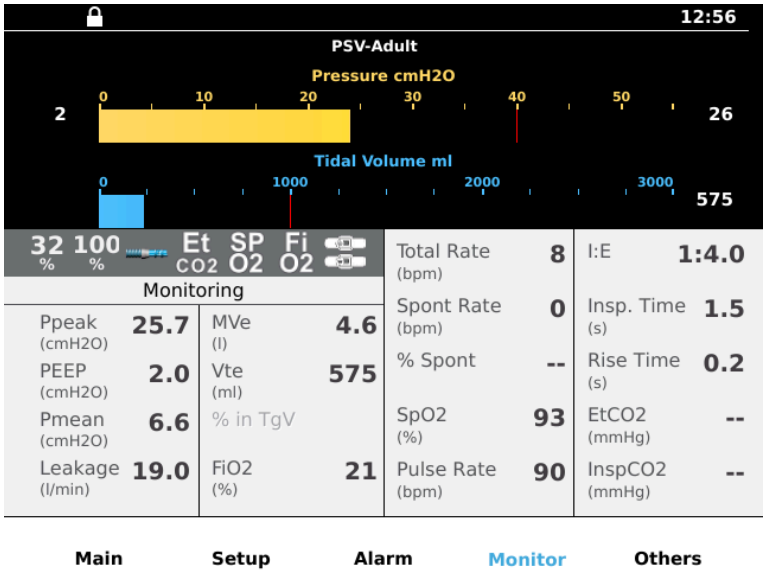 12:56
PSV-Adult
Pressure cmH2O
0 10 20 30 40 50
2 26
Tidal Volume ml
0 1000 2000 3000
575
32 % 100 % Et CO2 SP O2 Fi O2
Monitoring
Ppeak (cmH2O) 25.7
PEEP (cmH2O) 2.0
Pmean (cmH2O) 6.6
Leakage (l/min) 19.0
MVe (l) 4.6
Vte (ml) 575
% in TgV
FiO2 (%) 21
Total Rate (bpm) 8
Spont Rate (bpm) 0
% Spont --
SpO2 (%) 93
Pulse Rate (bpm) 90
I:E 1:4.0
Insp. Time (s) 1.5
Rise Time (s) 0.2
EtCO2 (mmHg) --
InspCO2 (mmHg) --
Main Setup Alarm Monitor Others